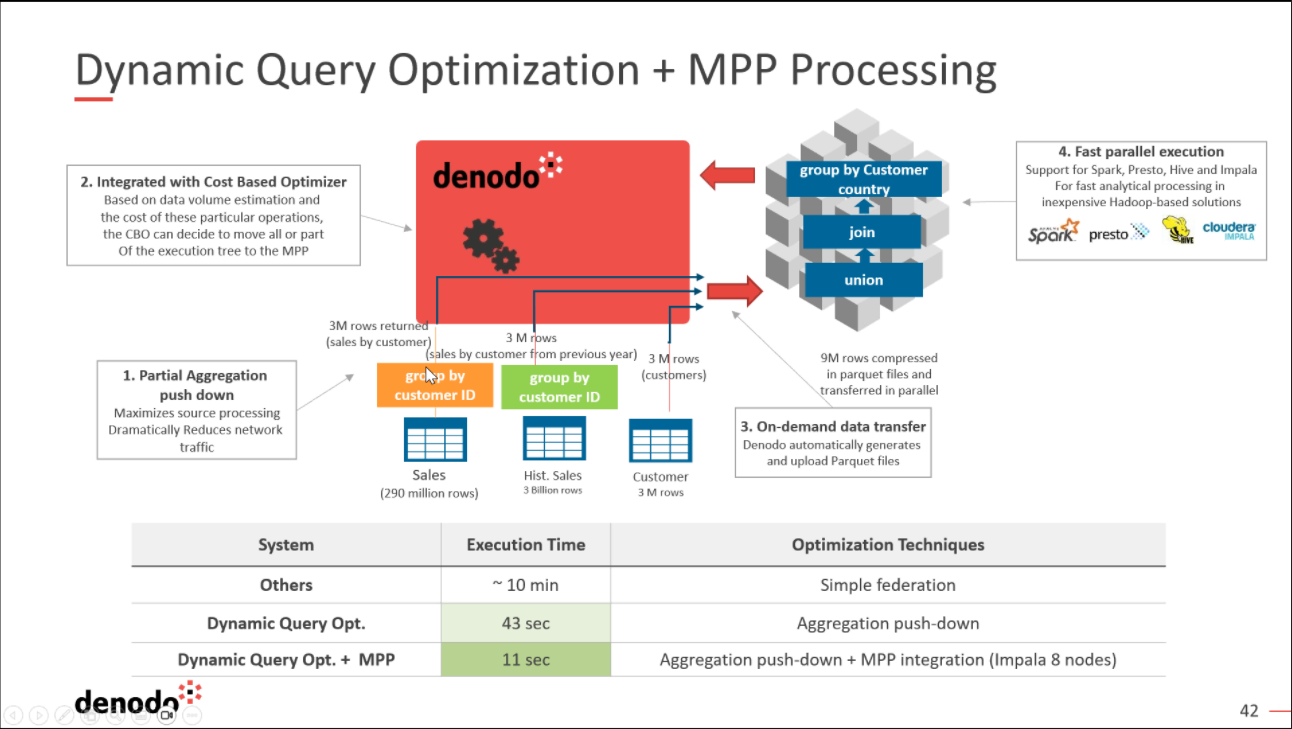 Dynamic Query Optimization + MPP Processing
2. Integrated with Cost Based Optimizer
Based on data volume estimation and
the cost of these particular operations,
the CBO can decide to move all or part
Of the execution tree to the MPP
denodo
group by Customer
country
join
union
4. Fast parallel execution
Support for Spark, Presto, Hive and Impala
For fast analytical processing in
inexpensive Hadoop-based solutions
Spark
presto
HIVE
cloudera
IMPALA
3M rows returned
(sales by customer)
3 M rows
(sales by customer from previous year)
3 M rows
(customers)
9M rows compressed
in parquet files and
transferred in parallel
1. Partial Aggregation
push down
Maximizes source processing
Dramatically Reduces network
traffic
group by
customer ID
group by
customer ID
3. On-demand data transfer
Denodo automatically generates
and upload Parquet files
Sales
(290 million rows)
Hist. Sales
3 Billion rows
Customer
3 M rows
System Execution Time Optimization Techniques
Others ~ 10 min Simple federation
Dynamic Query Opt. 43 sec Aggregation push-down
Dynamic Query Opt. + MPP 11 sec Aggregation push-down + MPP integration (Impala 8 nodes)
denodo
42